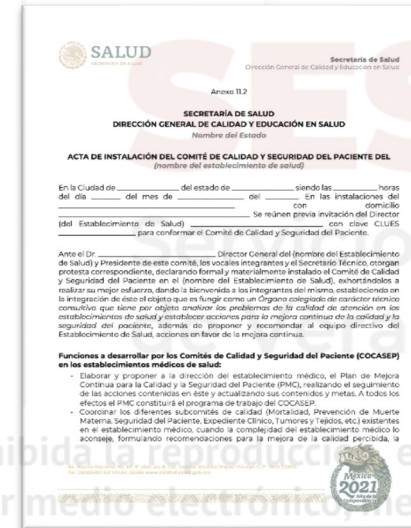 SES
SALUD
SECRETARÍA DE SALUD
Secretaría de Salud
Dirección General de Calidad y Educación en Salud
Anexo 11.2
SECRETARÍA DE SALUD
DIRECCIÓN GENERAL DE CALIDAD Y EDUCACIÓN EN SALUD
Nombre del Estado
ACTA DE INSTALACIÓN DEL COMITÉ DE CALIDAD Y SEGURIDAD DEL PACIENTE DEL
(nombre del establecimiento de salud)
En la Ciudad de ____________ del estado de ____________ siendo las ________ horas
del día ______ del mes de ____________ del ______ En las instalaciones del
____________ con domicilio
____________ Se reúnen previa invitación del Director
(del Establecimiento de Salud) ____________ con clave CLUES
____________ para conformar el Comité de Calidad y Seguridad del Paciente.
Ante el Dr. ____________ Director General del (nombre del Establecimiento
de Salud) y Presidente de este comité, los vocales integrantes y el Secretario Técnico, otorgan
protesta correspondiente, declarando formal y materialmente instalado el Comité de Calidad
y Seguridad del Paciente en el (nombre del Establecimiento de Salud), exhortándolos a
realizar su mejor esfuerzo, dando la bienvenida a los integrantes del mismo, estableciendo en
la integración de éste el objeto que es fungir como un Órgano colegiado de carácter técnico
consultivo que tiene por objeto analizar los problemas de la calidad de atención en los
establecimientos de salud y establecer acciones para la mejora continua de la calidad y la
seguridad del paciente, además de proponer y recomendar al equipo directivo del
Establecimiento de Salud, acciones en favor de la mejora continua.
Funciones a desarrollar por los Comités de Calidad y Seguridad del Paciente (COCASEP)
en los establecimientos médicos de salud:
- Elaborar y proponer a la dirección del establecimiento médico, el Plan de Mejora
Continua para la Calidad y la Seguridad del Paciente (PMC), realizando el seguimiento
de las acciones contenidas en éste y actualizando sus contenidos y metas. A todos los
efectos el PMC constituirá el programa de trabajo del COCASEP.
- Coordinar los diferentes subcomités de calidad (Mortalidad, Prevención de Muerte
Materna, Seguridad del Paciente, Expediente Clínico, Tumores y Tejidos, etc.) existentes
en el establecimiento médico, cuando la complejidad del establecimiento médico lo
aconseje, formulando recomendaciones para la mejora de la calidad percibida, la
México
2021
Año de la
Independencia